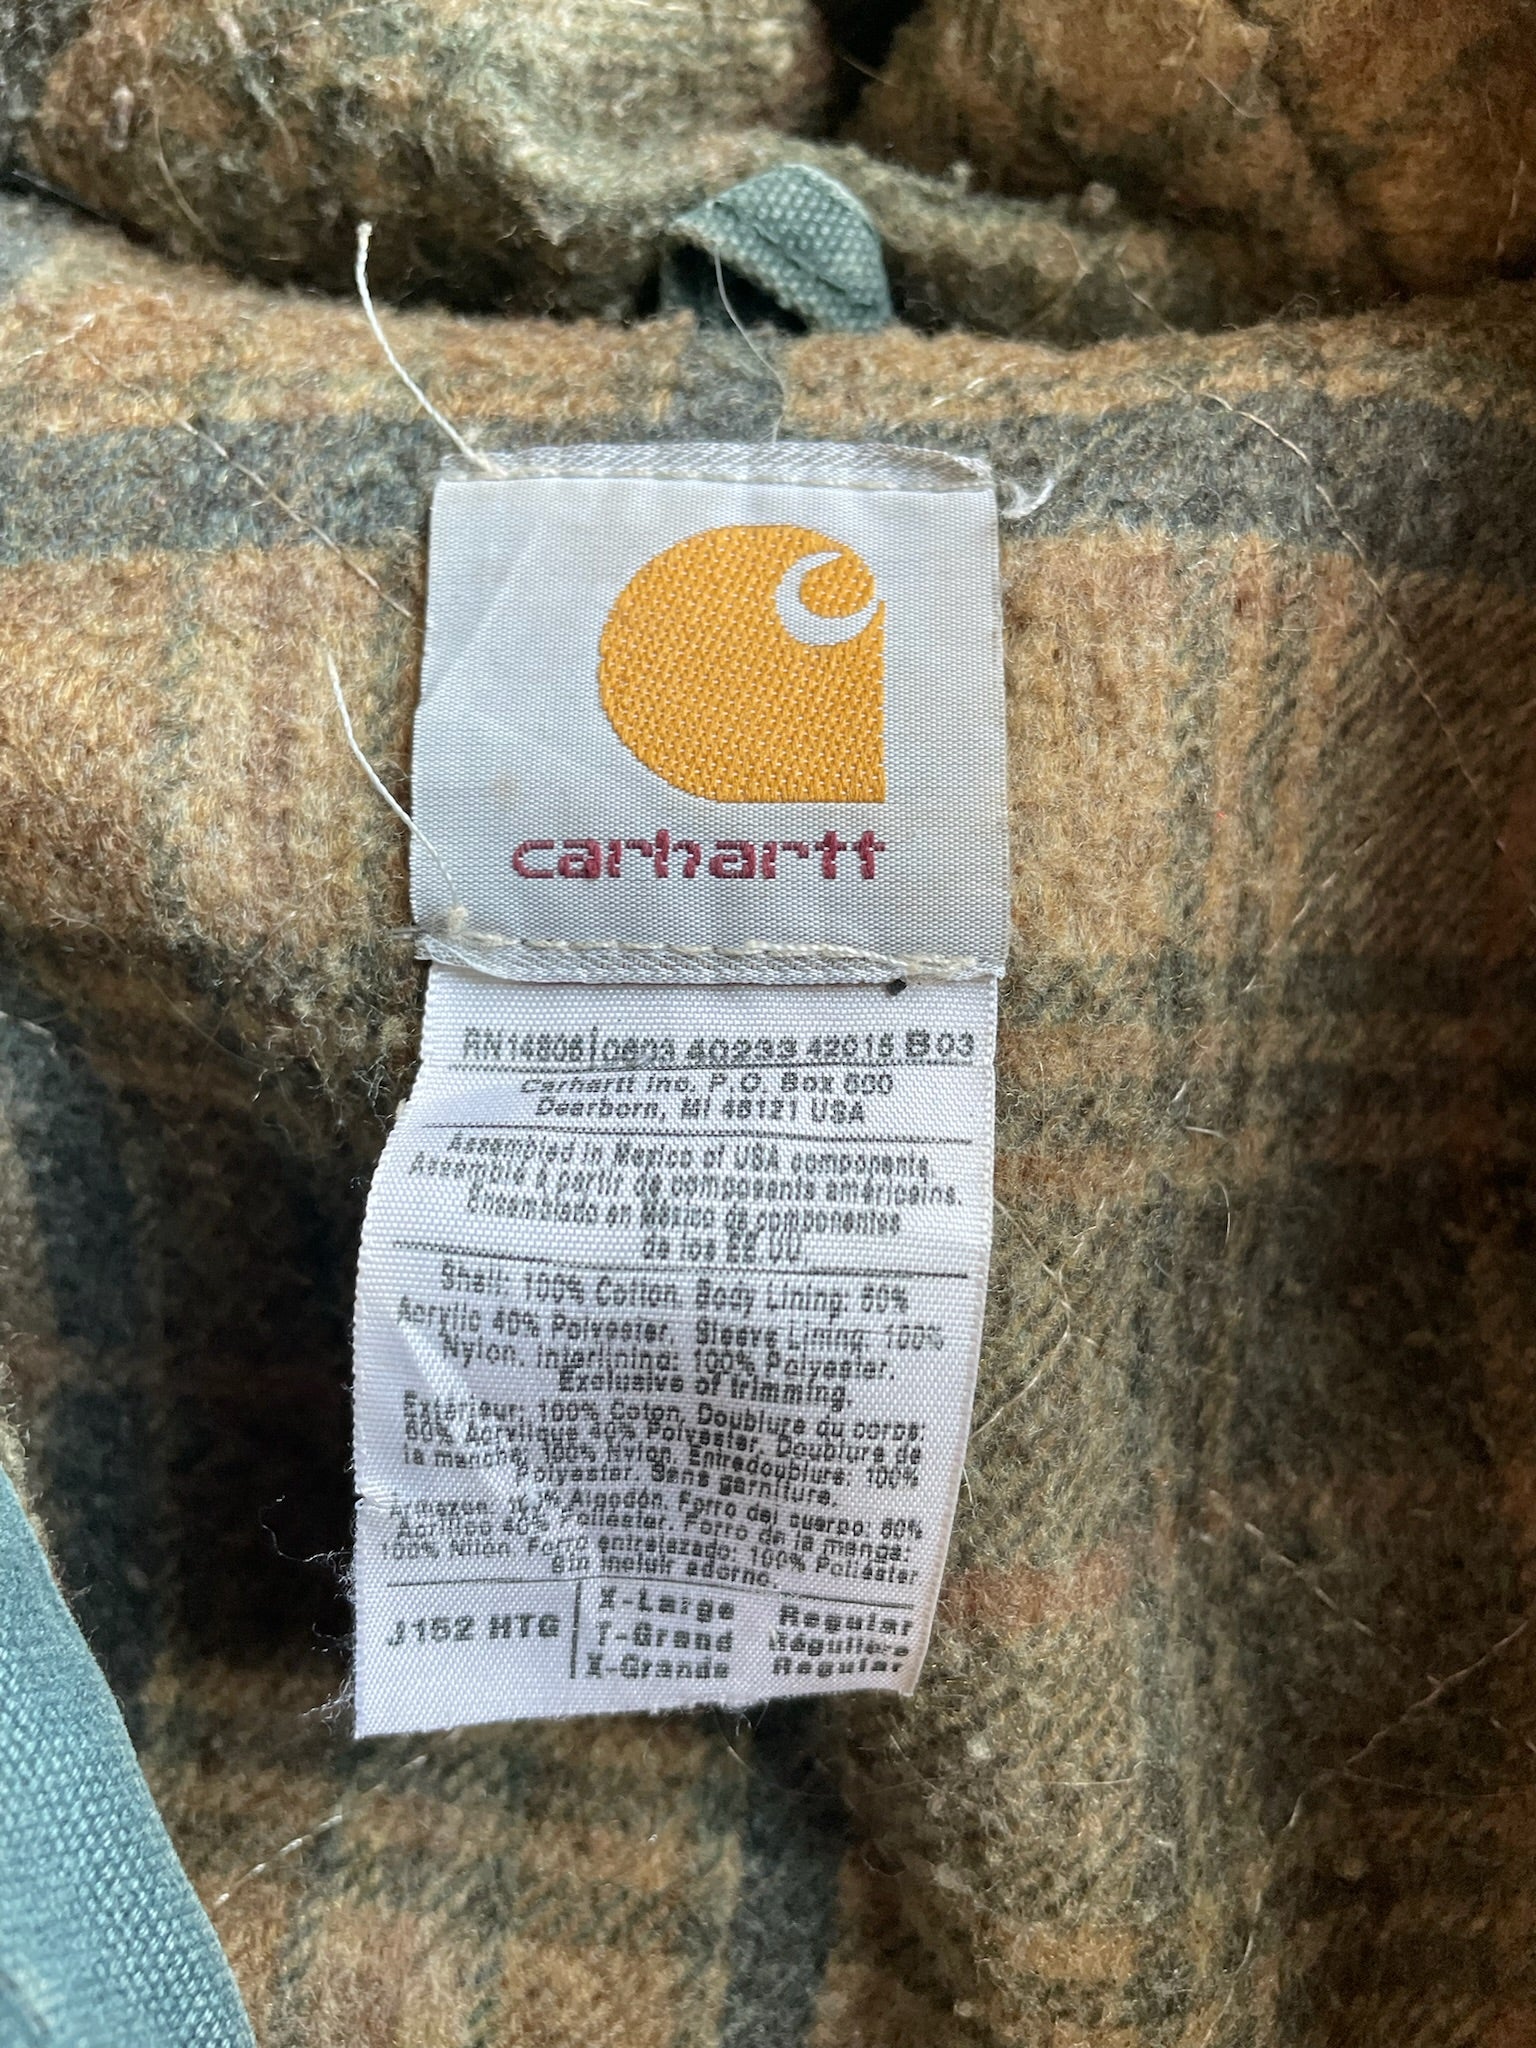 carhartt
RN14806 0603 40233 42015 B 03
Carhartt Inc. P.O. Box 600
Dearborn, MI 48121 USA
Assembled in Mexico of USA components
Assemblé à partir de composants américains.
Ensamblado en México de componentes
de los EE.UU.
Shell: 100% Cotton. Body Lining: 60%
Acrylic 40% Polyester. Sleeve Lining: 100%
Nylon. Interlining: 100% Polyester.
Exclusive of trimming.
Extérieur: 100% Coton. Doublure du corps:
60% Acrylique 40% Polyester. Doublure de
la manche: 100% Nylon. Entredoublure: 100%
Polyester. Sans garniture.
Armazón: 100% Algodón. Forro del cuerpo: 60%
Acrílico 40% Poliéster. Forro de la manga:
100% Nilón. Forro entrelazado: 100% Poliéster
Sin incluir adorno.
J152 HTG
X-Large Regular
T-Grand Régulière
X-Grande Regular